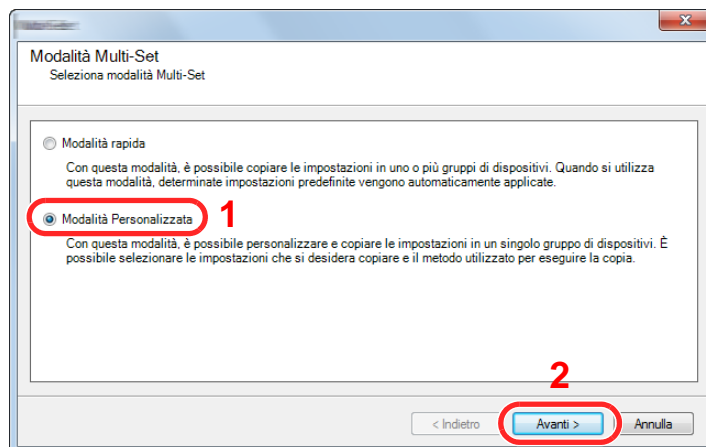 Modalità Multi-Set
Seleziona modalità Multi-Set
Modalità rapida
Con questa modalità, è possibile copiare le impostazioni in uno o più gruppi di dispositivi. Quando si utilizza
questa modalità, determinate impostazioni predefinite vengono automaticamente applicate.
Modalità Personalizzata 1
Con questa modalità, è possibile personalizzare e copiare le impostazioni in un singolo gruppo di dispositivi. È
possibile selezionare le impostazioni che si desidera copiare e il metodo utilizzato per eseguire la copia.
2
< Indietro Avanti > Annulla